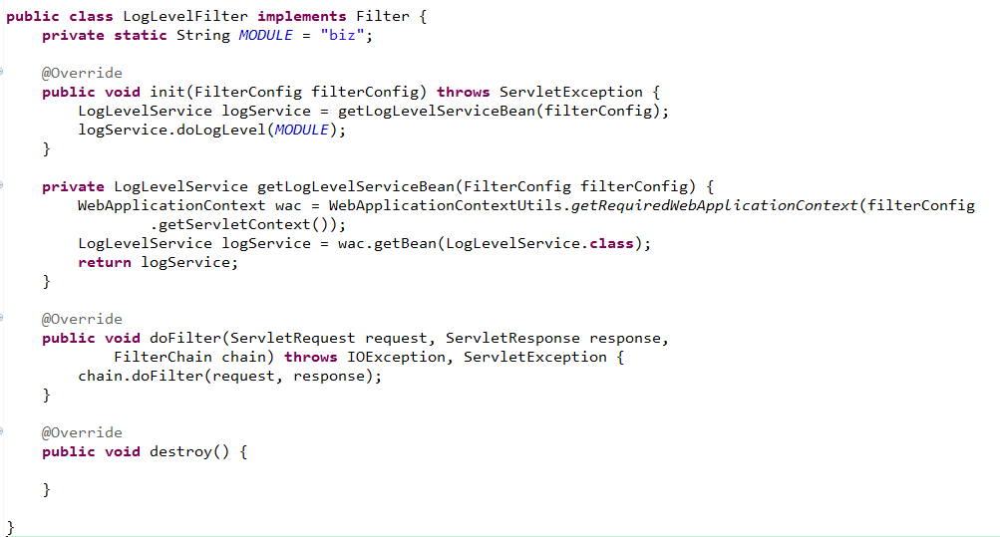 public class LogLevelFilter implements Filter {
    private static String MODULE = "biz";
    @Override
    public void init(FilterConfig filterConfig) throws ServletException {
        LogLevelService logService = getLogLevelServiceBean(filterConfig);
        logService.doLogLevel(MODULE);
    }
    private LogLevelService getLogLevelServiceBean(FilterConfig filterConfig) {
        WebApplicationContext wac = WebApplicationContextUtils.getRequiredWebApplicationContext(filterConfig
                .getServletContext());
        LogLevelService logService = wac.getBean(LogLevelService.class);
        return logService;
    }
    @Override
    public void doFilter(ServletRequest request, ServletResponse response,
            FilterChain chain) throws IOException, ServletException {
        chain.doFilter(request, response);
    }
    @Override
    public void destroy() {
    }
}